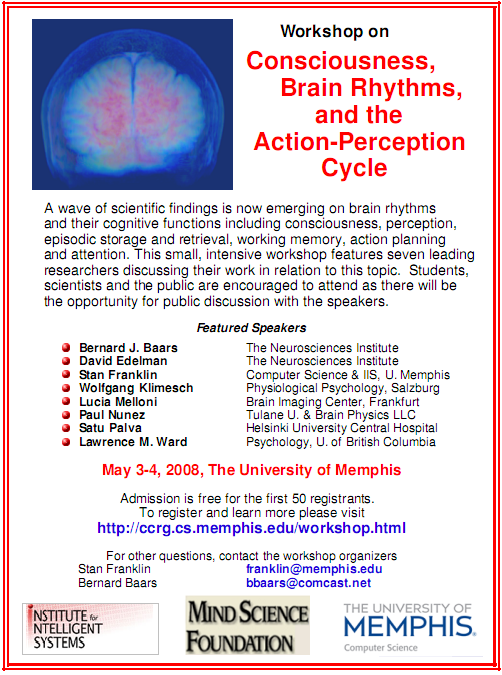 Workshop on
Consciousness,
Brain Rhythms,
and the
Action-Perception
Cycle
A wave of scientific findings is now emerging on brain rhythms
and their cognitive functions including consciousness, perception,
episodic storage and retrieval, working memory, action planning
and attention. This small, intensive workshop features seven leading
researchers discussing their work in relation to this topic. Students,
scientists and the public are encouraged to attend as there will be
the opportunity for public discussion with the speakers.
Featured Speakers
Bernard J. Baars The Neurosciences Institute
David Edelman The Neurosciences Institute
Stan Franklin Computer Science & IIS, U. Memphis
Wolfgang Klimesch Physiological Psychology, Salzburg
Lucia Melloni Brain Imaging Center, Frankfurt
Paul Nunez Tulane U. & Brain Physics LLC
Satu Palva Helsinki University Central Hospital
Lawrence M. Ward Psychology, U. of British Columbia
May 3-4, 2008, The University of Memphis
Admission is free for the first 50 registrants.
To register and learn more please visit
http://ccrg.cs.memphis.edu/workshop.html
For other questions, contact the workshop organizers
Stan Franklin franklin@memphis.edu
Bernard Baars bbaars@comcast.net
INSTITUTE for
INTELLIGENT
SYSTEMS
MIND SCIENCE
FOUNDATION
THE UNIVERSITY OF
MEMPHIS.
Computer Science